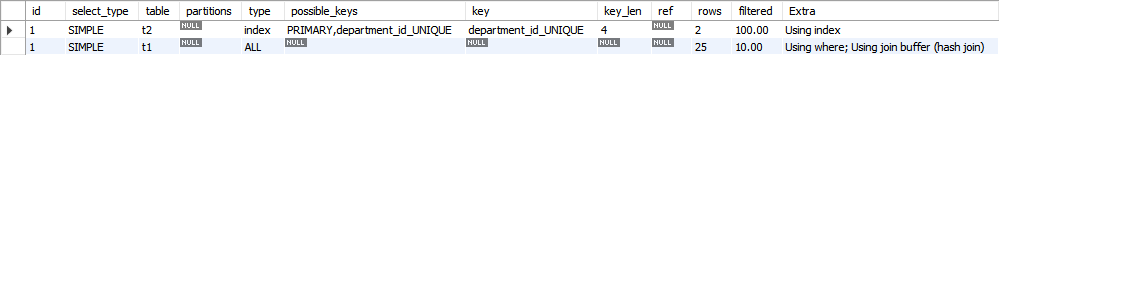 id select_type table partitions type possible_keys key key_len ref rows filtered Extra
1 SIMPLE t2 NULL index PRIMARY,department_id_UNIQUE department_id_UNIQUE 4 NULL 2 100.00 Using index
1 SIMPLE t1 NULL ALL NULL NULL NULL NULL 25 10.00 Using where; Using join buffer (hash join)